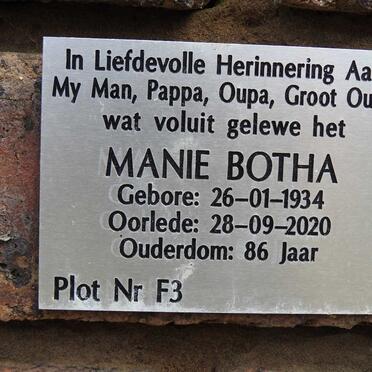 In Liefdevolle Herinnering Aa
My Man, Pappa, Oupa, Groot Ou
wat voluit gelewe het
MANIE BOTHA
Gebore: 26-01-1934
Oorlede: 28-09-2020
Ouderdom: 86 Jaar
Plot Nr F3